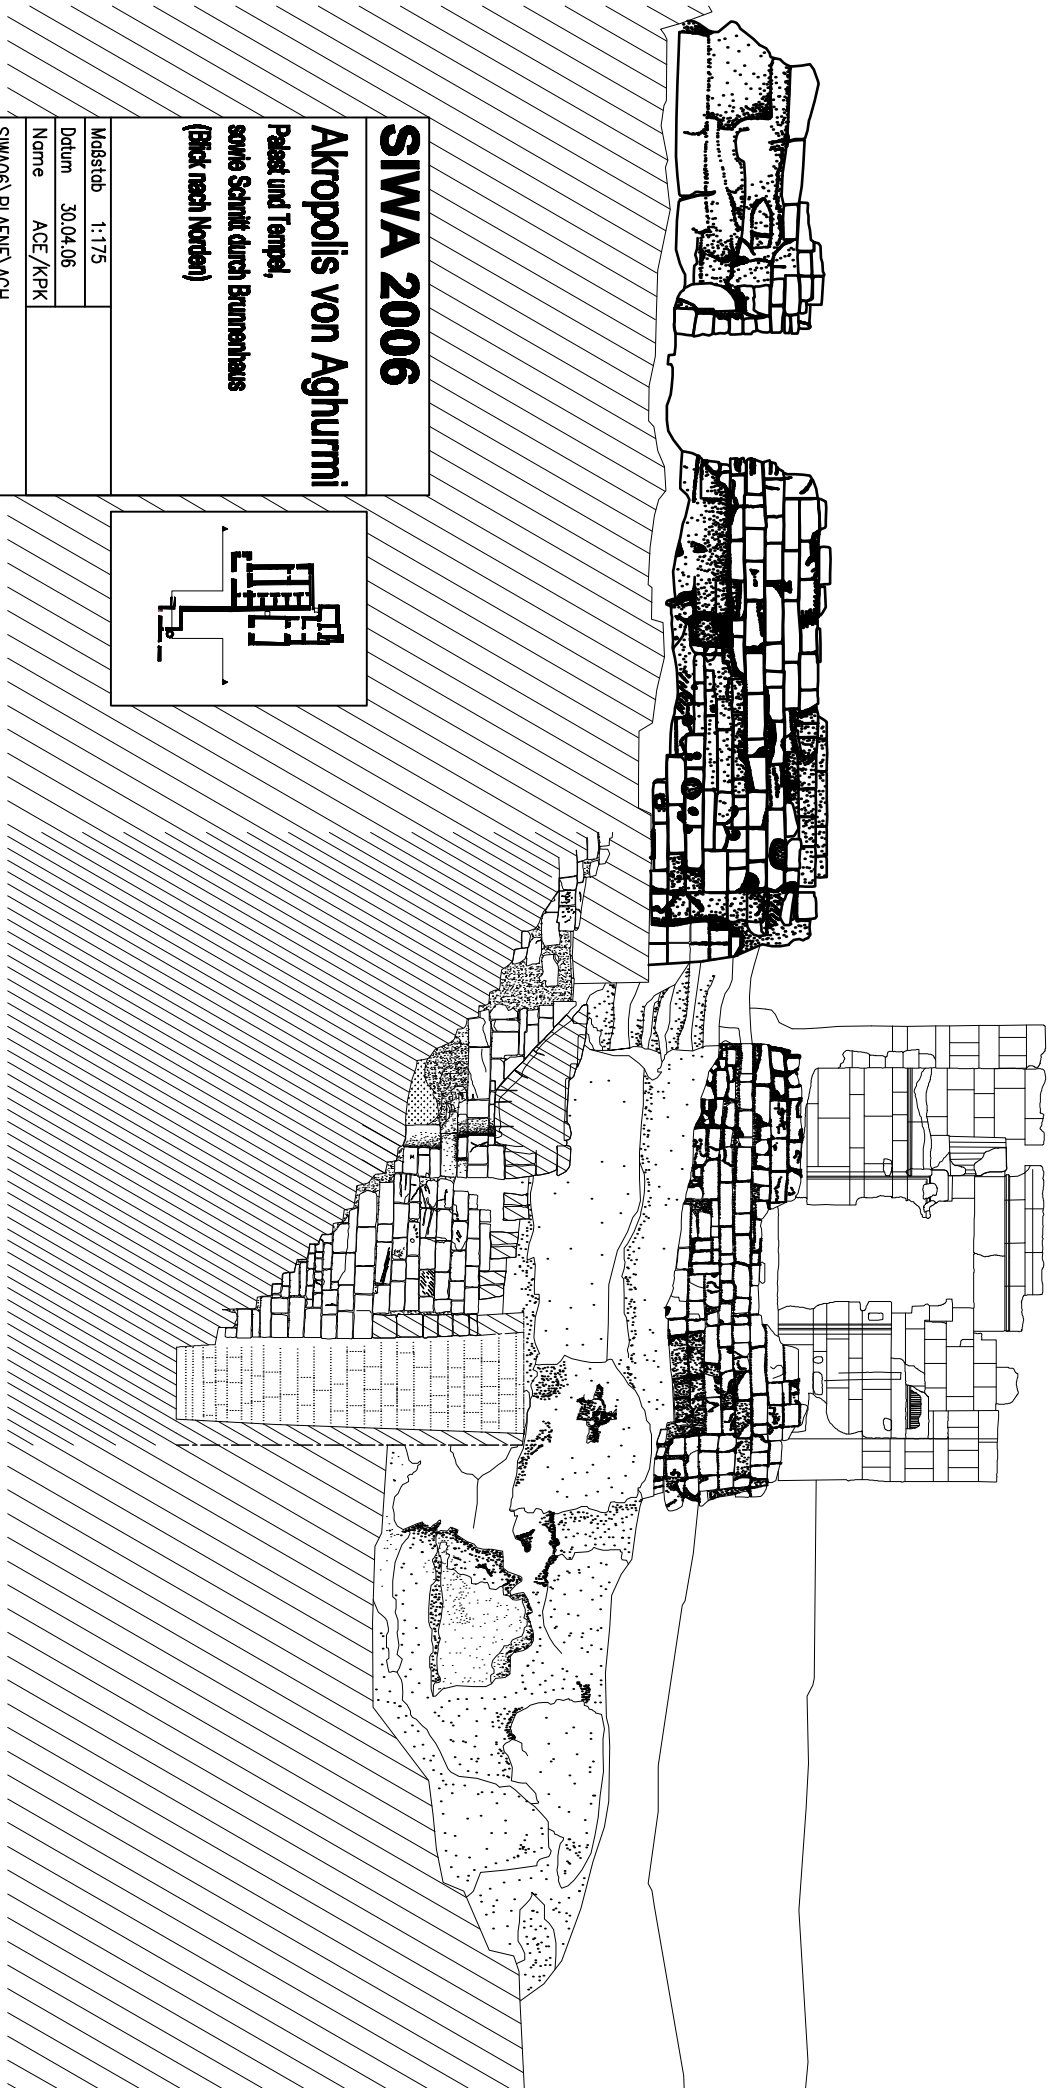 SIWA 2006
Akropolis von Aghurmi
Palast und Tempel,
sowie Schnitt durch Brunnenhaus
(Blick nach Norden)
Maßstab 1:175
Datum 30.04.06
Name ACE/KPK